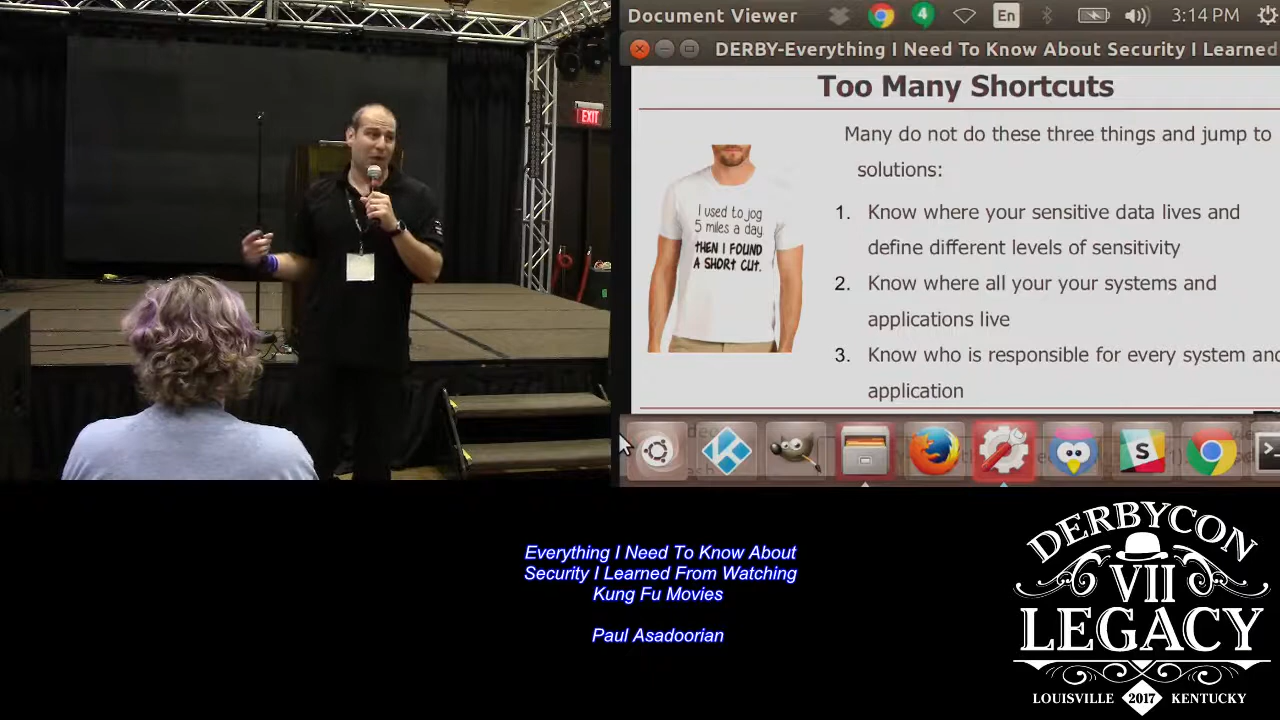 Document Viewer
4
En
3:14 PM
DERBY-Everything I Need To Know About Security I Learned
EXIT
Too Many Shortcuts
Many do not do these three things and jump to
solutions:
I used to jog
5 miles a day
THEN I FOUND
A SHORT CUT.
1. Know where your sensitive data lives and
define different levels of sensitivity
2. Know where all your your systems and
applications live
3. Know who is responsible for every system and
application
S
>_
Everything I Need To Know About
Security I Learned From Watching
Kung Fu Movies
Paul Asadoorian
DERBYCON
VII
LEGACY
LOUISVILLE 2017 KENTUCKY